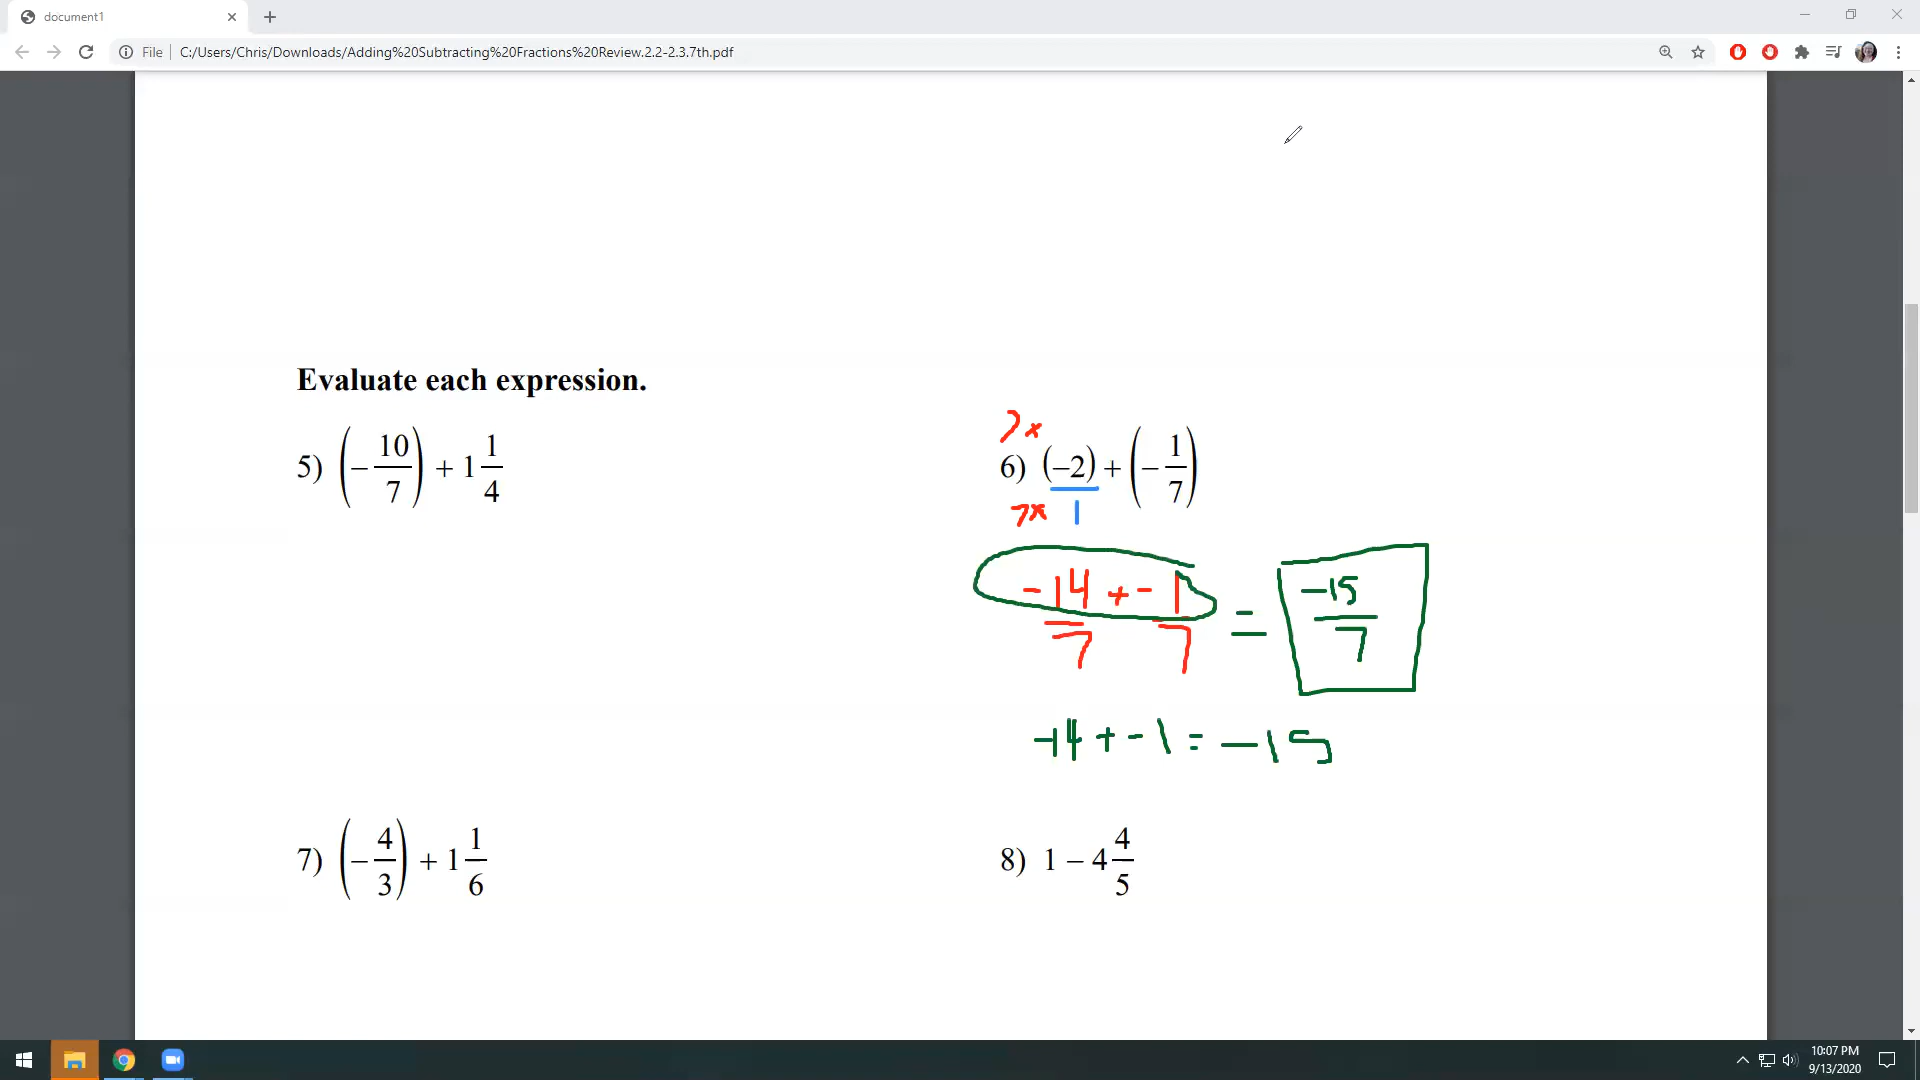 document1
File C:/Users/Chris/Downloads/Adding%20Subtracting%20Fractions%20Review.2.2-2.3.7th.pdf
Evaluate each expression.
5) (-10/7) + 1 1/4
7x
6) (-2) + (-1/7)
7x 1
-14/7 + -1/7 = -15/7
-14 + -1 = -15
7) (-4/3) + 1 1/6
8) 1 - 4 4/5
10:07 PM
9/13/2020